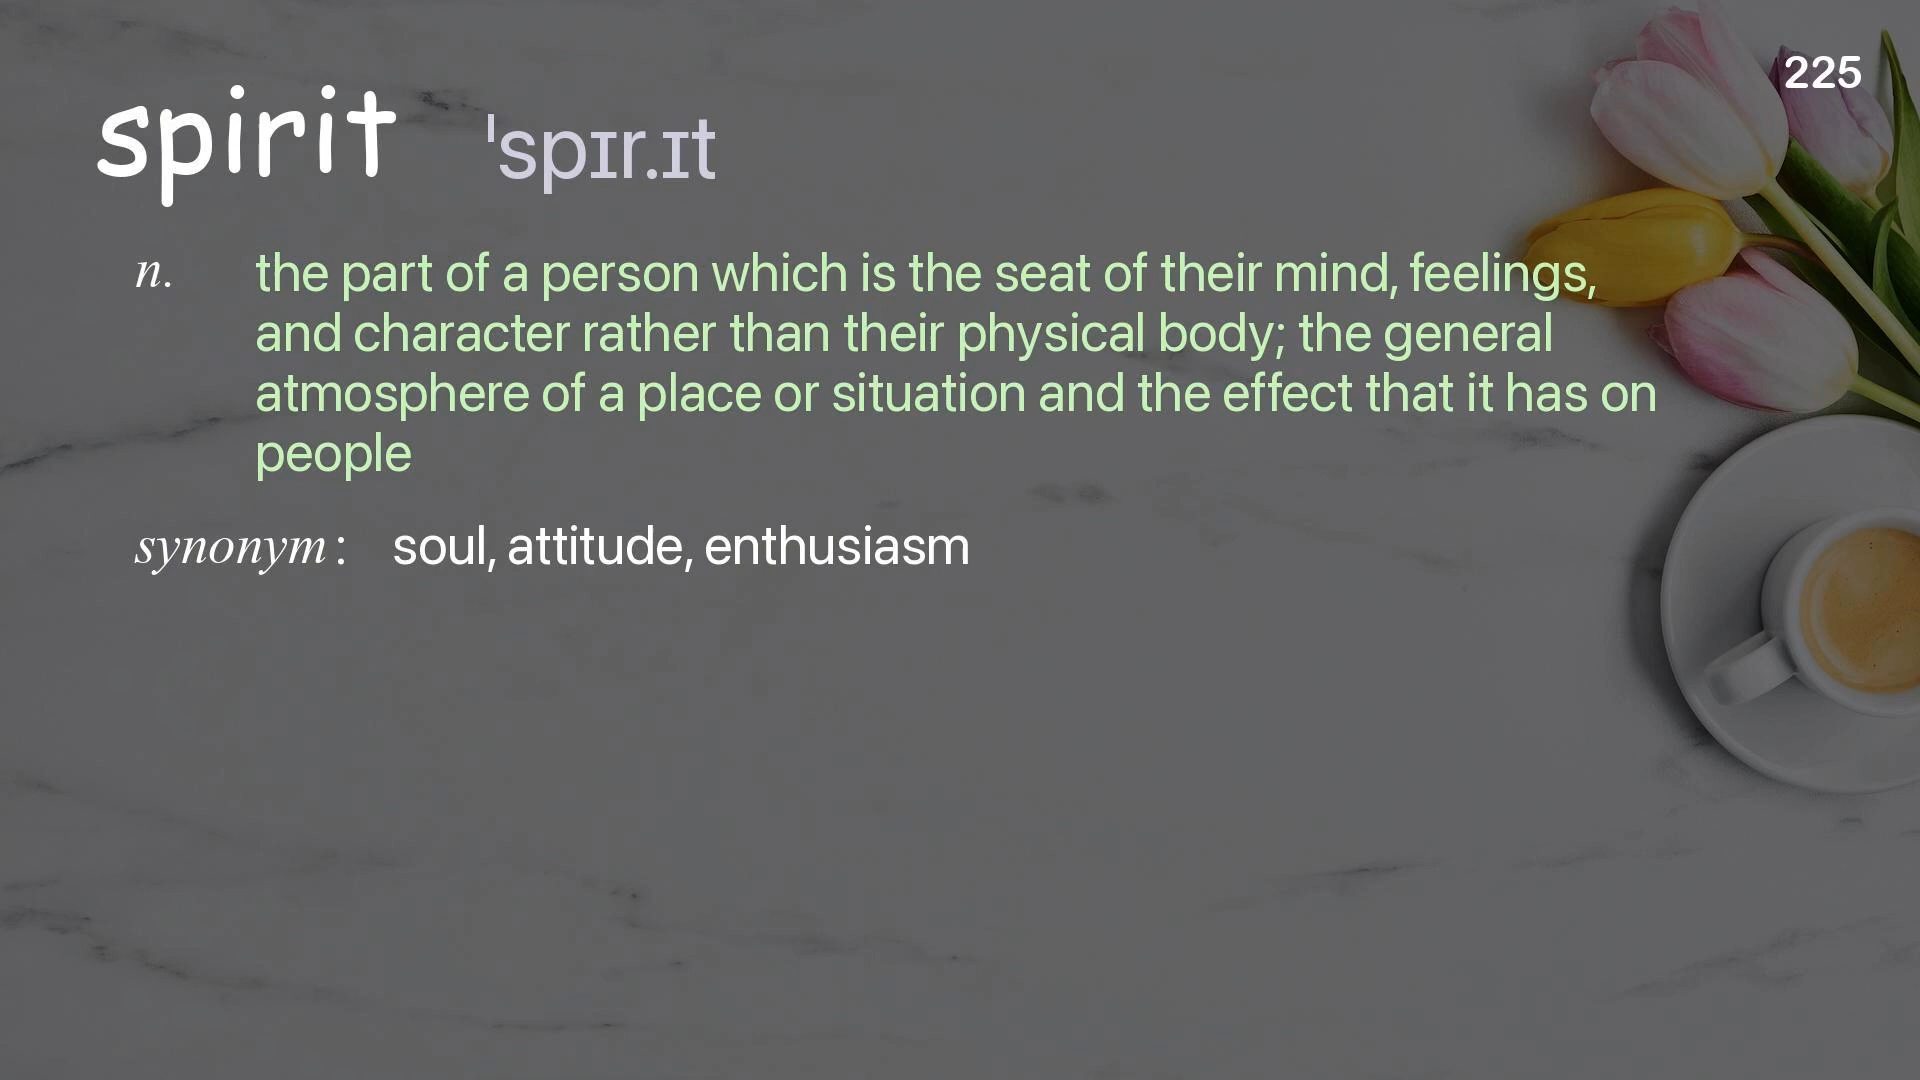 225
spirit ˈspɪr.ɪt
n. the part of a person which is the seat of their mind, feelings,
and character rather than their physical body; the general
atmosphere of a place or situation and the effect that it has on
people
synonym: soul, attitude, enthusiasm